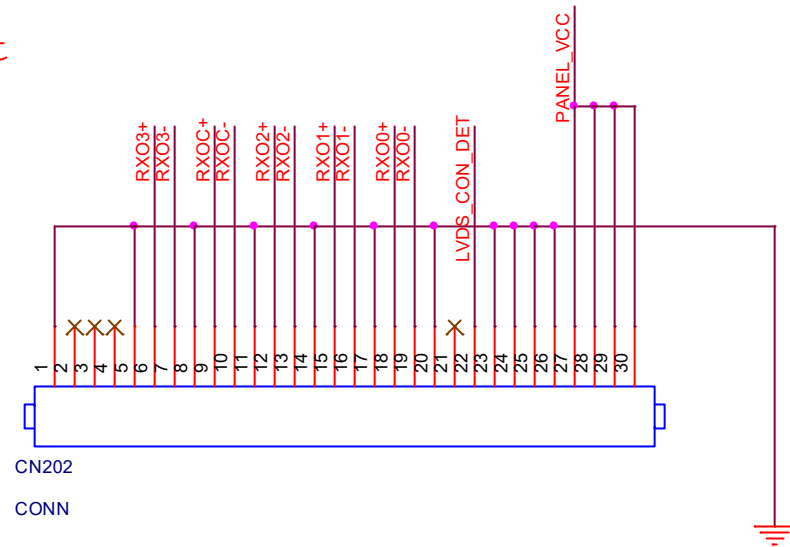 PANEL_VCC
RXO3+
RXO3-
RXOC+
RXOC-
RXO2+
RXO2-
RXO1+
RXO1-
RXO0+
RXO0-
LVDS_CON_DET
1
2
3
4
5
6
7
8
9
10
11
12
13
14
15
16
17
18
19
20
21
22
23
24
25
26
27
28
29
30
CN202
CONN